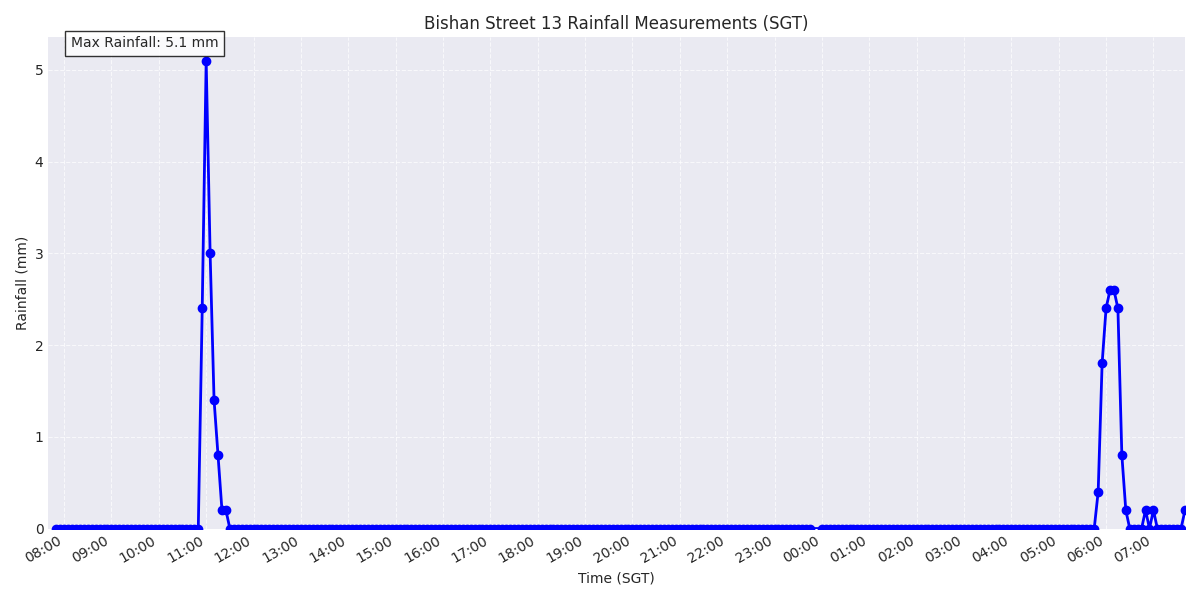 Bishan Street 13 Rainfall Measurements (SGT)
Max Rainfall: 5.1 mm
Rainfall (mm)
5
4
3
2
1
0
08:00 09:00 10:00 11:00 12:00 13:00 14:00 15:00 16:00 17:00 18:00 19:00 20:00 21:00 22:00 23:00 00:00 01:00 02:00 03:00 04:00 05:00 06:00 07:00
Time (SGT)